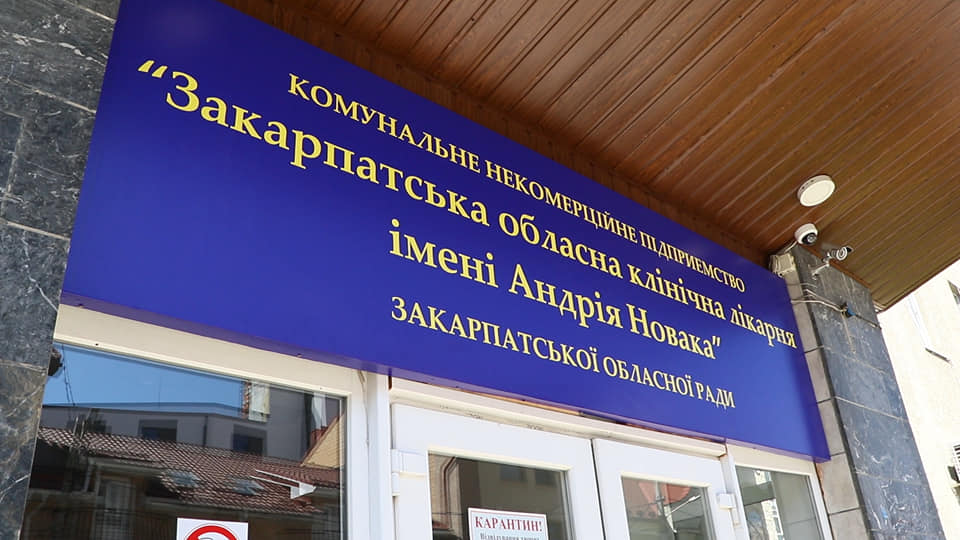 КОМУНАЛЬНЕ НЕКОМЕРЦІЙНЕ ПІДПРИЄМСТВО
“Закарпатська обласна клінічна лікарня
імені Андрія Новака”
ЗАКАРПАТСЬКОЇ ОБЛАСНОЇ РАДИ
КАРАНТИН!